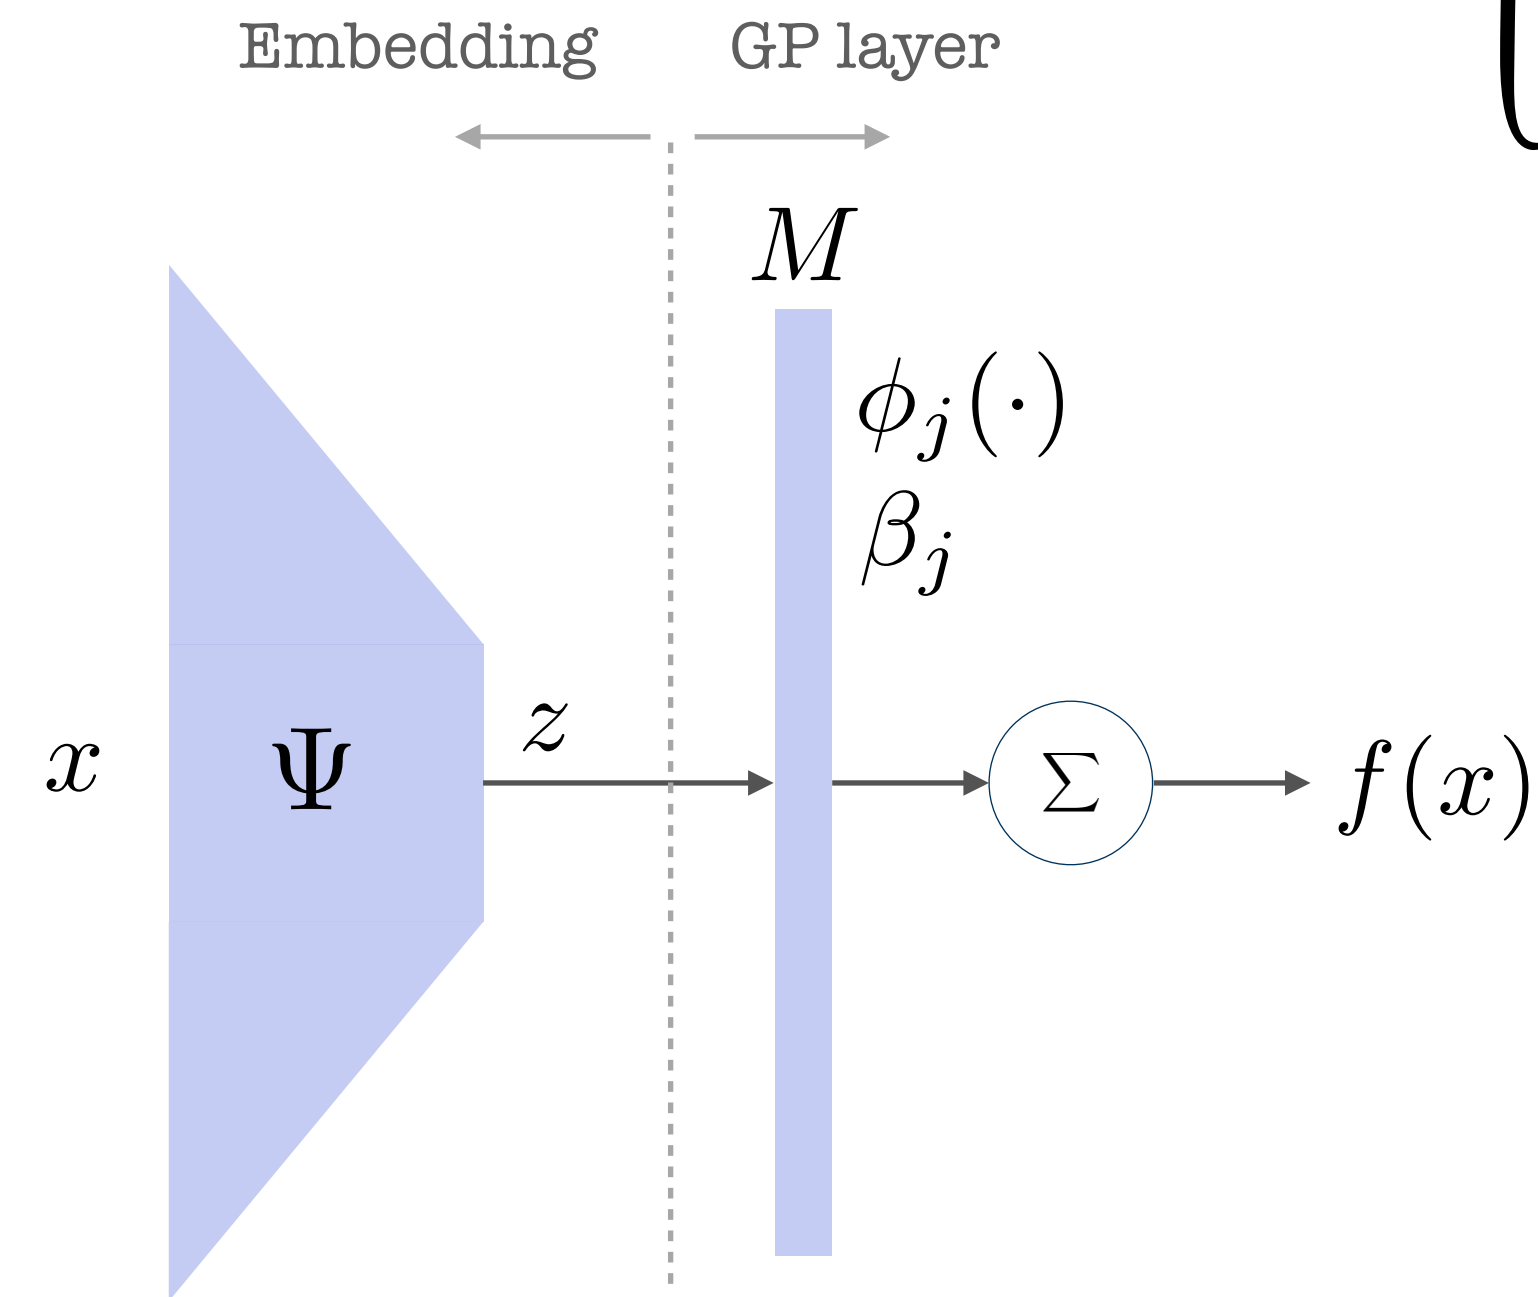 Embedding
GP layer
M
ϕ_j(·)
β_j
x
Ψ
z
Σ
f(x)